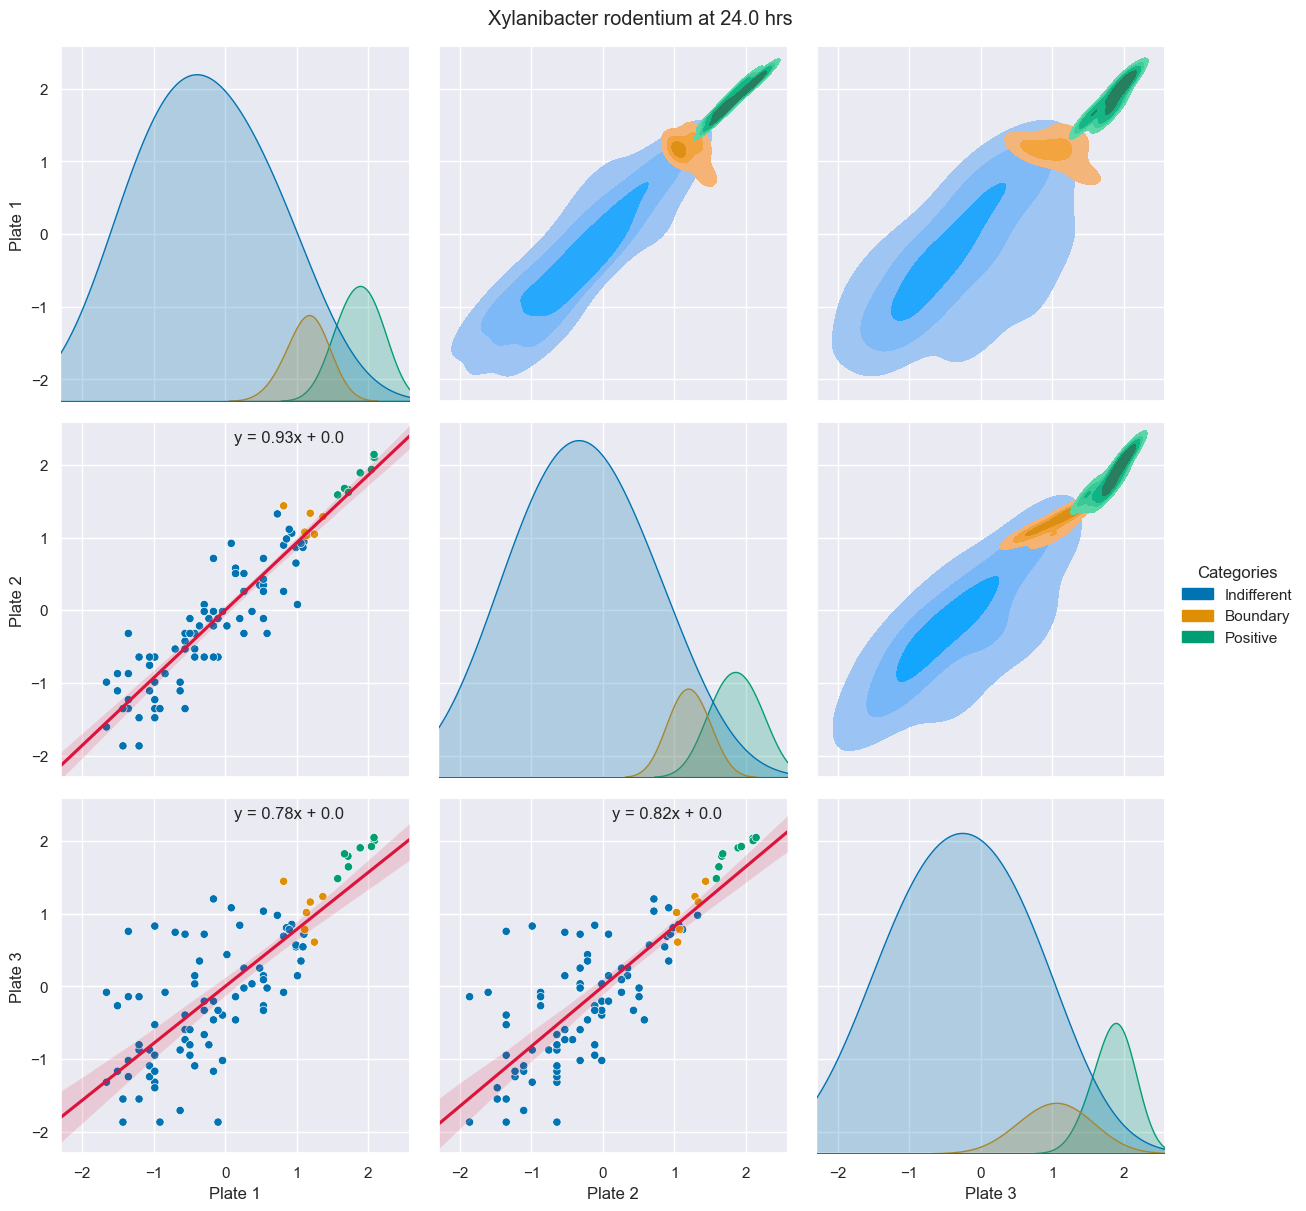 Xylanibacter rodentium at 24.0 hrs
2
1
0
−1
−2
Plate 1
y = 0.93x + 0.0
2
1
0
−1
−2
Plate 2
Categories
Indifferent
Boundary
Positive
y = 0.78x + 0.0
y = 0.82x + 0.0
2
1
0
−1
−2
Plate 3
−2 −1 0 1 2
−2 −1 0 1 2
−2 −1 0 1 2
Plate 1
Plate 2
Plate 3